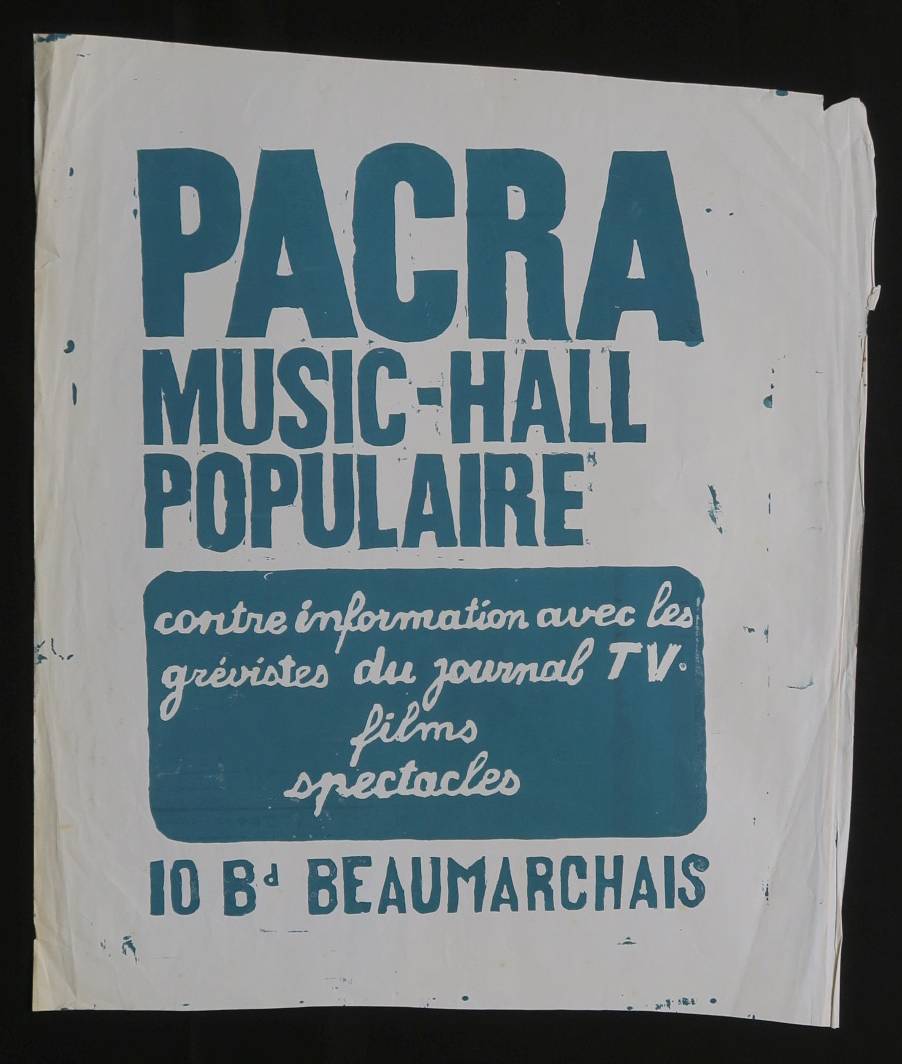 PACRA
MUSIC-HALL
POPULAIRE
contre information avec les
grévistes du journal TV.
films
spectacles
10 Bd BEAUMARCHAIS